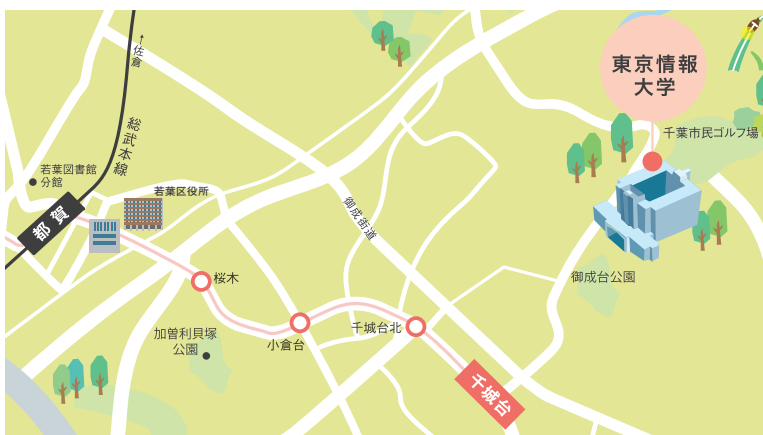 東京情報
大学
↑佐倉
総武本線
千葉市民ゴルフ場
若葉図書館
分館
若葉区役所
都賀
御成街道
桜木
御成台公園
加曽利貝塚
公園
小倉台
千城台北
千城台